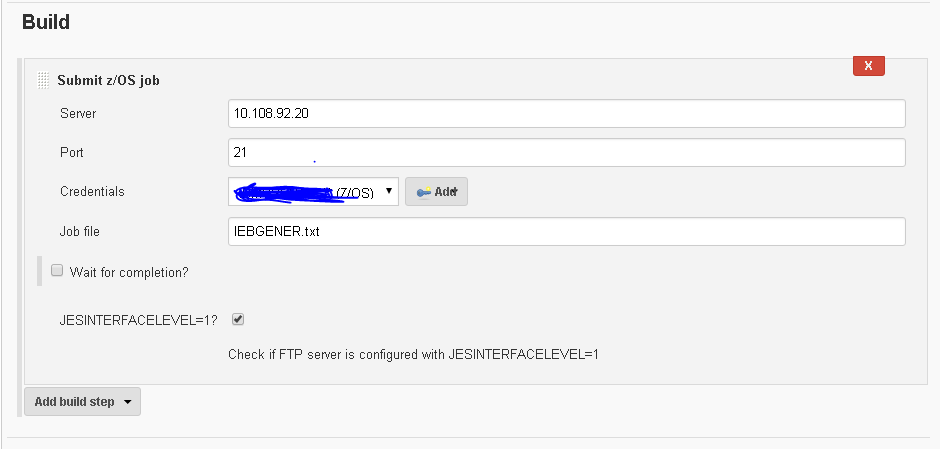 Build
X
Submit z/OS job
Server
10.108.92.20
Port
21
Credentials
(Z/OS)
Add
Job file
IEBGENER.txt
Wait for completion?
JESINTERFACELEVEL=1?
Check if FTP server is configured with JESINTERFACELEVEL=1
Add build step